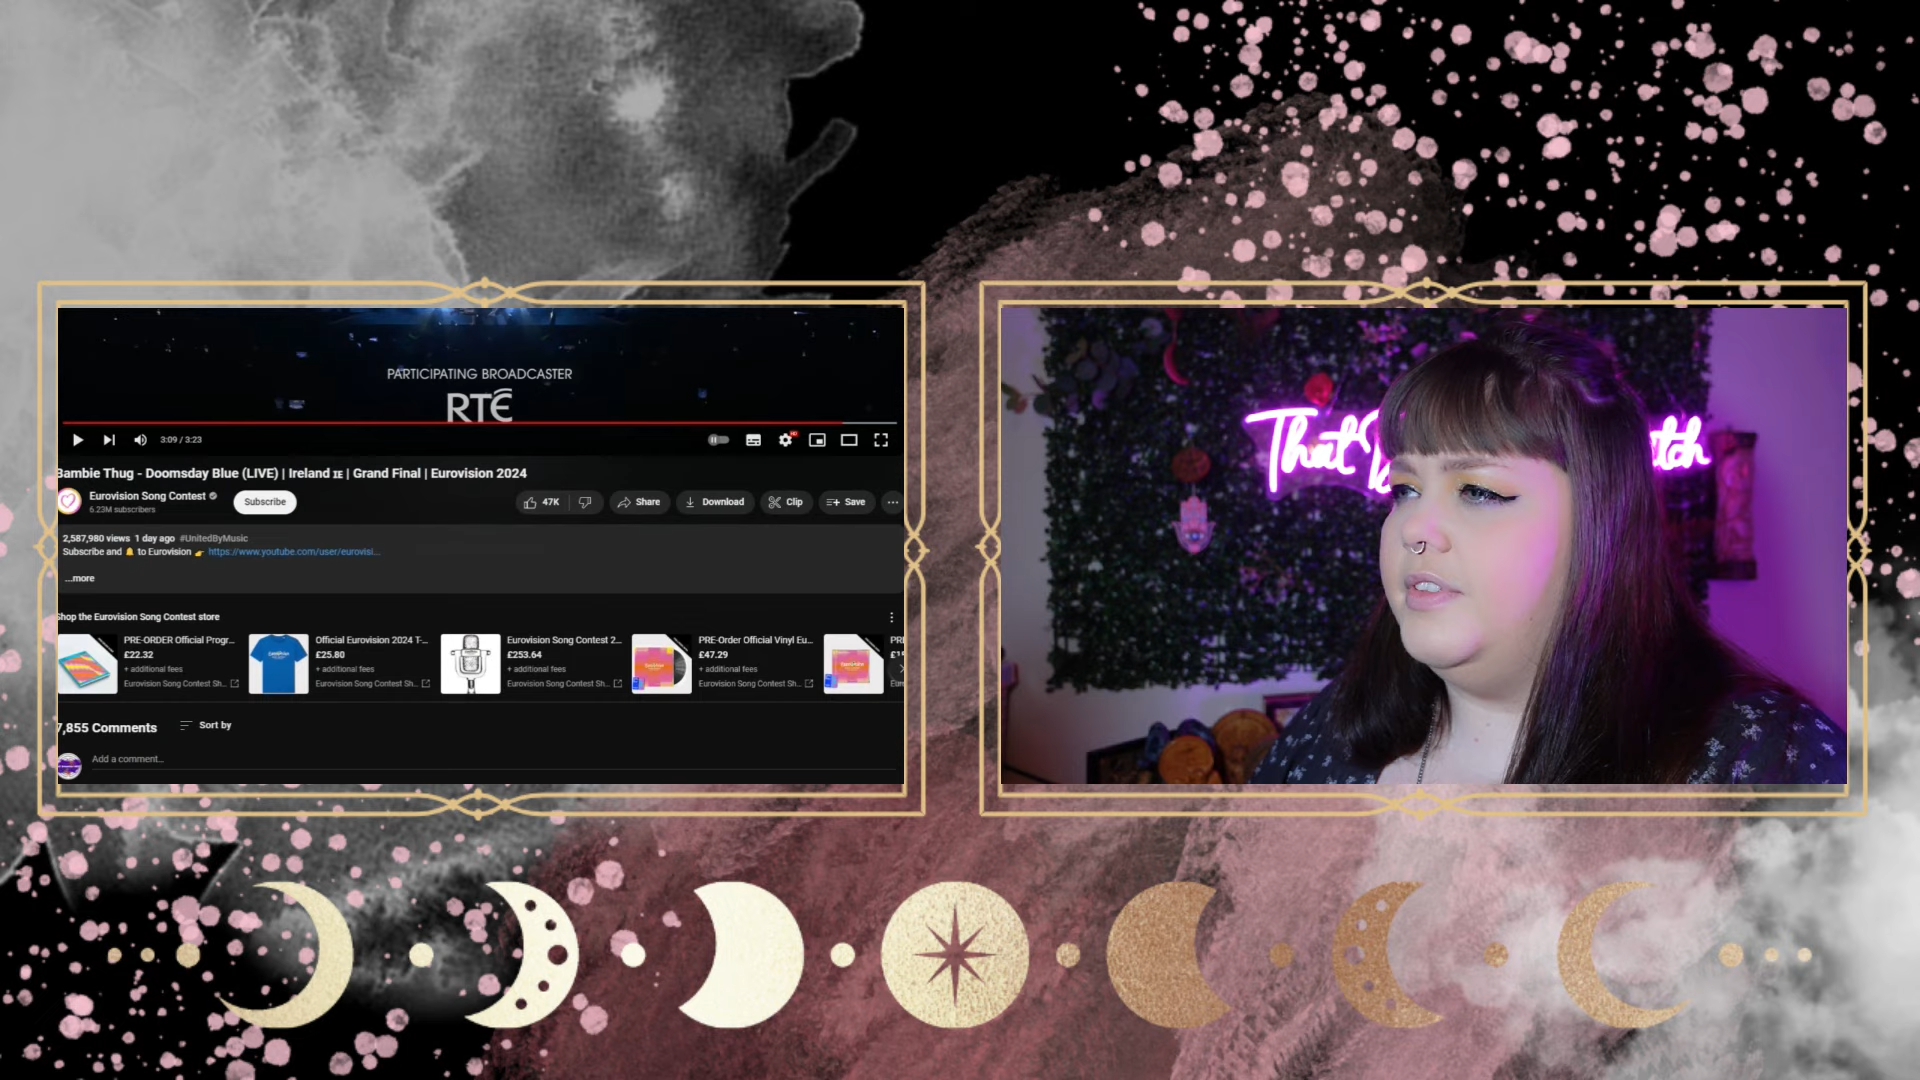 PARTICIPATING BROADCASTER
RTÉ
3:09 / 3:23
Bambie Thug - Doomsday Blue (LIVE) | Ireland IE | Grand Final | Eurovision 2024
Eurovision Song Contest
6.23M subscribers
Subscribe
47K
Share
Download
Clip
Save
2,587,980 views 1 day ago #UnitedByMusic
Subscribe and 🔔 to Eurovision 👉 https://www.youtube.com/user/eurovisi...
...more
Shop the Eurovision Song Contest store
PRE-ORDER Official Progr...
£22.32
+ additional fees
Eurovision Song Contest Sh...
Official Eurovision 2024 T-...
£25.80
+ additional fees
Eurovision Song Contest Sh...
Eurovision Song Contest 2...
£253.64
+ additional fees
Eurovision Song Contest Sh...
PRE-Order Official Vinyl Eu...
£47.29
+ additional fees
Eurovision Song Contest Sh...
7,855 Comments
Sort by
Add a comment...
That